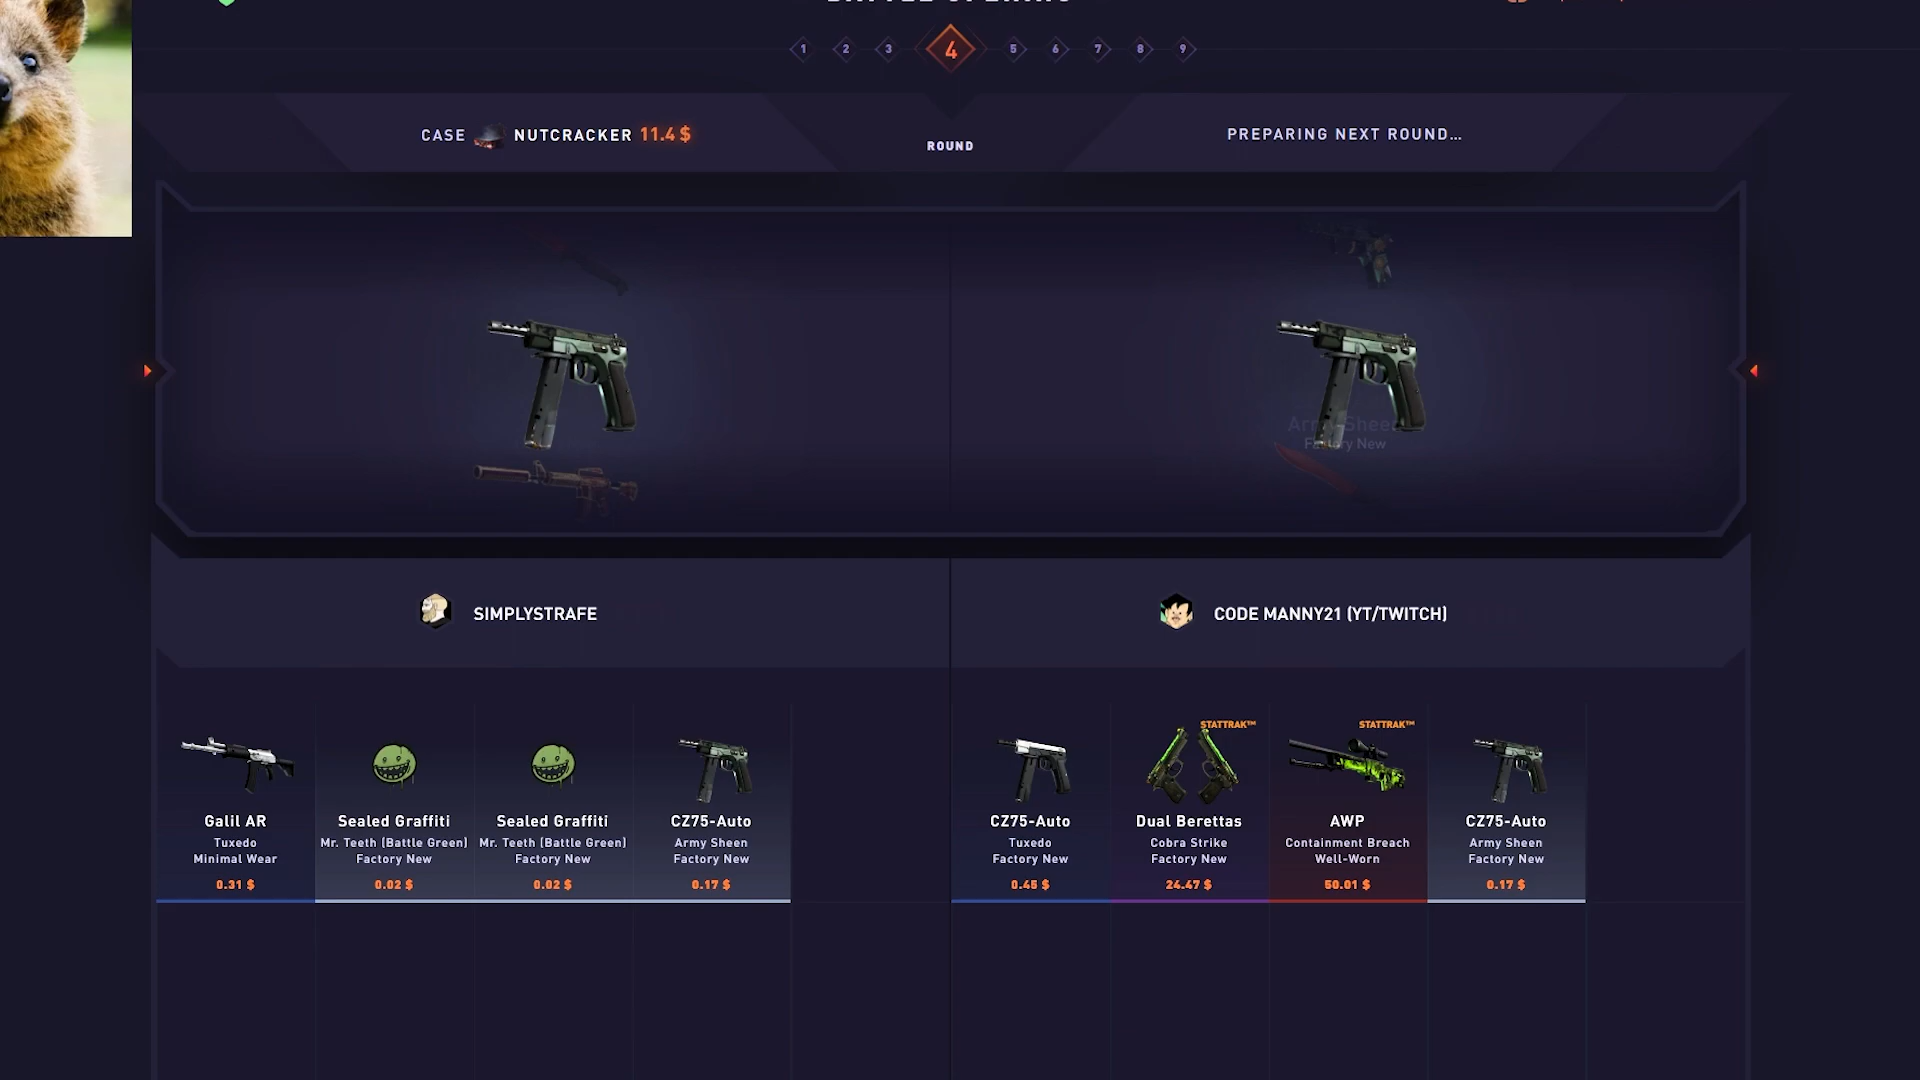 1 2 3 4 5 6 7 8 9
CASE NUTCRACKER 11.4 $
ROUND
PREPARING NEXT ROUND...
Army Sheen
Factory New
SIMPLYSTRAFE
CODE MANNY21 (YT/TWITCH)
Galil AR
Tuxedo
Minimal Wear
0.31 $
Sealed Graffiti
Mr. Teeth (Battle Green)
Factory New
0.02 $
Sealed Graffiti
Mr. Teeth (Battle Green)
Factory New
0.02 $
CZ75-Auto
Army Sheen
Factory New
0.17 $
CZ75-Auto
Tuxedo
Factory New
0.45 $
STATTRAK™
Dual Berettas
Cobra Strike
Factory New
24.47 $
STATTRAK™
AWP
Containment Breach
Well-Worn
50.01 $
CZ75-Auto
Army Sheen
Factory New
0.17 $